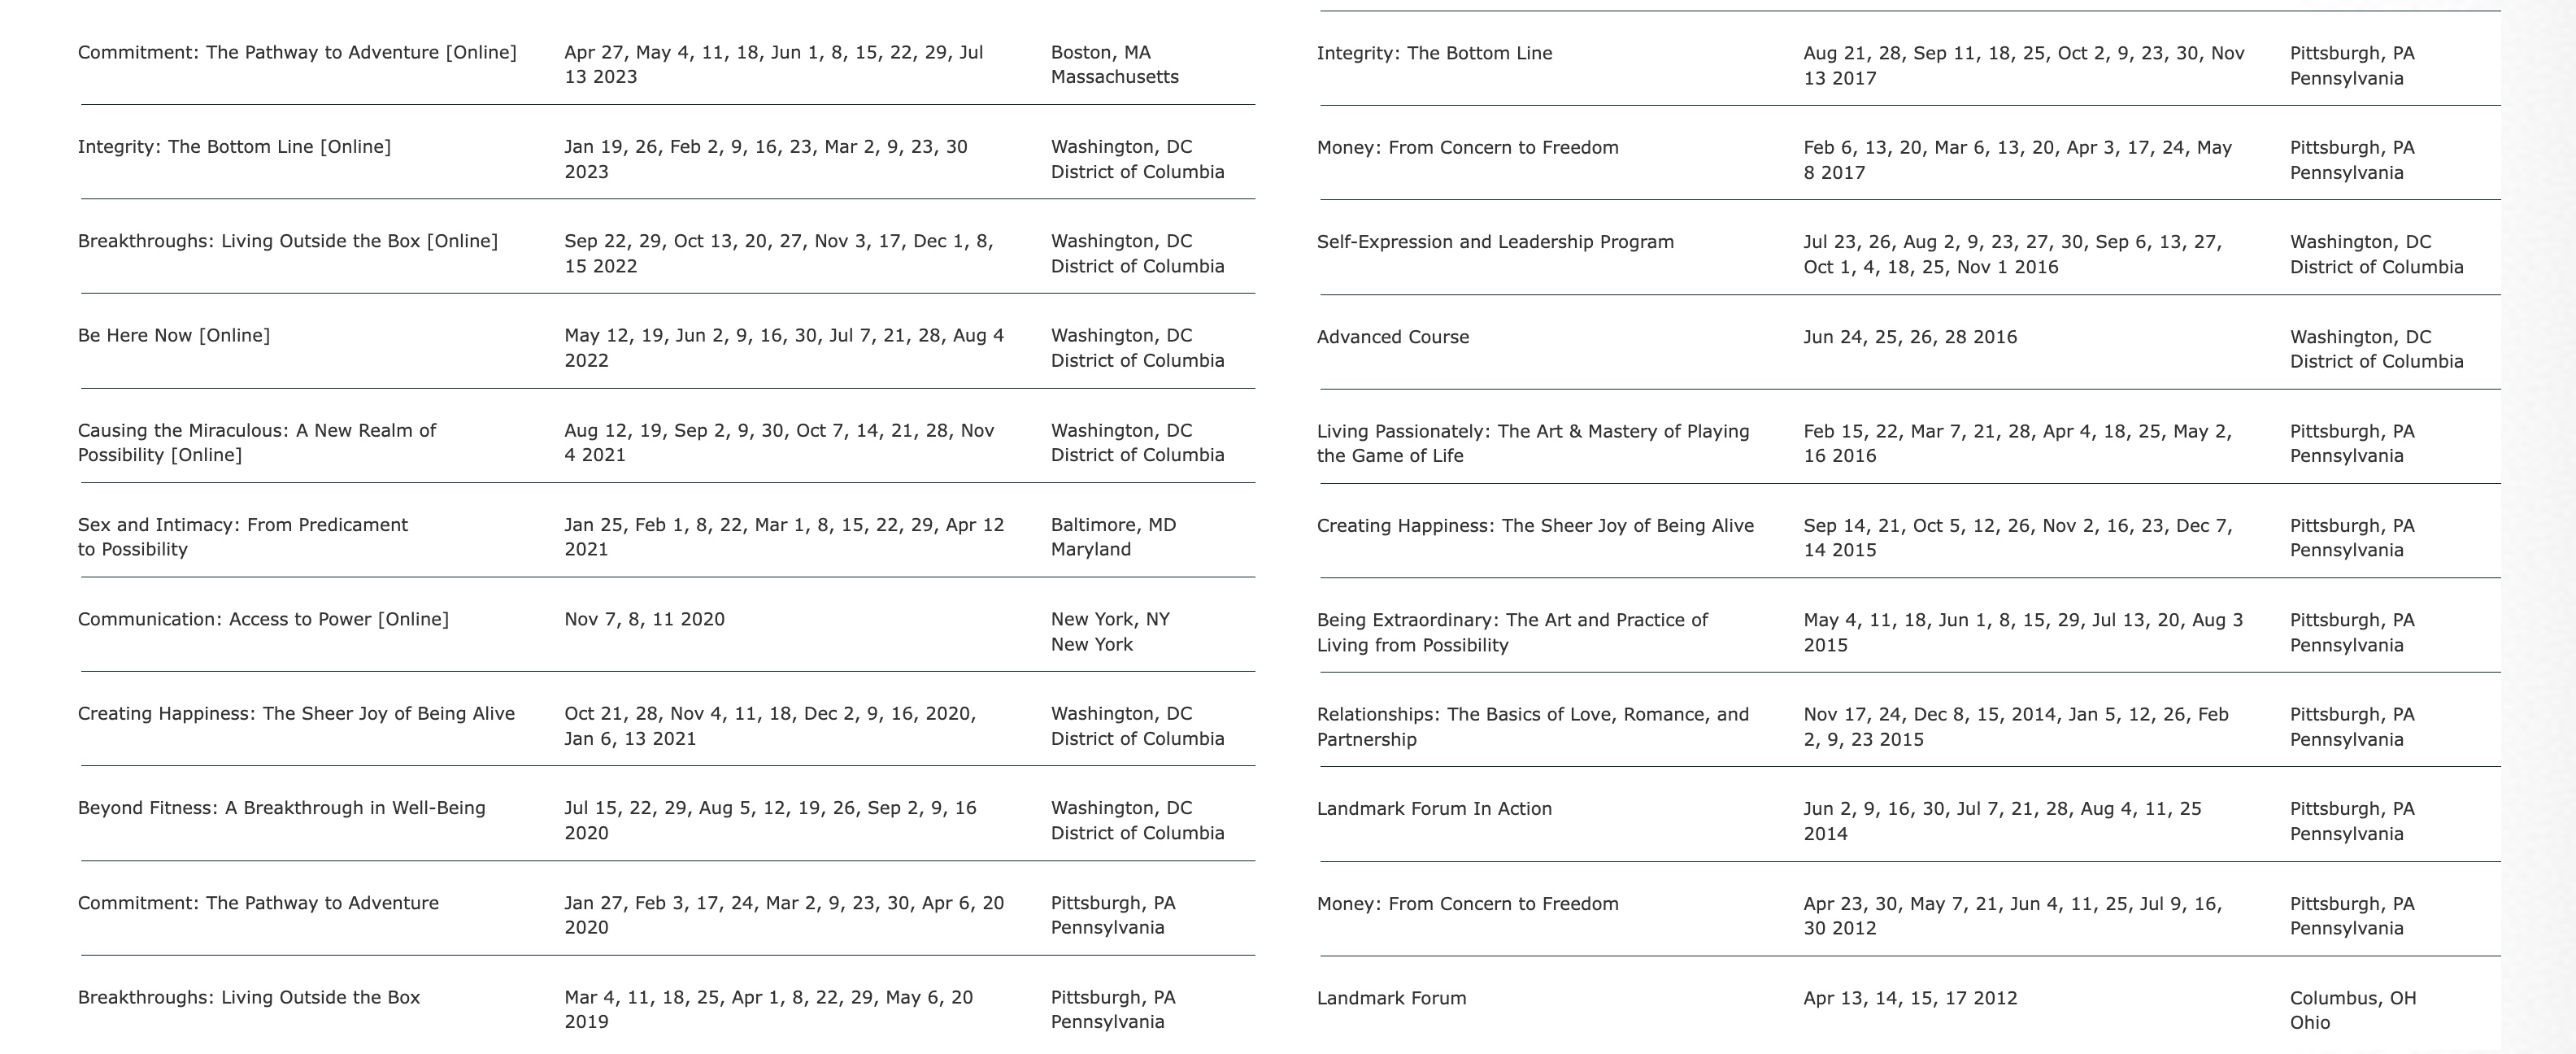 Commitment: The Pathway to Adventure [Online]
Apr 27, May 4, 11, 18, Jun 1, 8, 15, 22, 29, Jul
13 2023
Boston, MA
Massachusetts
Integrity: The Bottom Line [Online]
Jan 19, 26, Feb 2, 9, 16, 23, Mar 2, 9, 23, 30
2023
Washington, DC
District of Columbia
Breakthroughs: Living Outside the Box [Online]
Sep 22, 29, Oct 13, 20, 27, Nov 3, 17, Dec 1, 8,
15 2022
Washington, DC
District of Columbia
Be Here Now [Online]
May 12, 19, Jun 2, 9, 16, 30, Jul 7, 21, 28, Aug 4
2022
Washington, DC
District of Columbia
Causing the Miraculous: A New Realm of
Possibility [Online]
Aug 12, 19, Sep 2, 9, 30, Oct 7, 14, 21, 28, Nov
4 2021
Washington, DC
District of Columbia
Sex and Intimacy: From Predicament
to Possibility
Jan 25, Feb 1, 8, 22, Mar 1, 8, 15, 22, 29, Apr 12
2021
Baltimore, MD
Maryland
Communication: Access to Power [Online]
Nov 7, 8, 11 2020
New York, NY
New York
Creating Happiness: The Sheer Joy of Being Alive
Oct 21, 28, Nov 4, 11, 18, Dec 2, 9, 16, 2020,
Jan 6, 13 2021
Washington, DC
District of Columbia
Beyond Fitness: A Breakthrough in Well-Being
Jul 15, 22, 29, Aug 5, 12, 19, 26, Sep 2, 9, 16
2020
Washington, DC
District of Columbia
Commitment: The Pathway to Adventure
Jan 27, Feb 3, 17, 24, Mar 2, 9, 23, 30, Apr 6, 20
2020
Pittsburgh, PA
Pennsylvania
Breakthroughs: Living Outside the Box
Mar 4, 11, 18, 25, Apr 1, 8, 22, 29, May 6, 20
2019
Pittsburgh, PA
Pennsylvania
Integrity: The Bottom Line
Aug 21, 28, Sep 11, 18, 25, Oct 2, 9, 23, 30, Nov
13 2017
Pittsburgh, PA
Pennsylvania
Money: From Concern to Freedom
Feb 6, 13, 20, Mar 6, 13, 20, Apr 3, 17, 24, May
8 2017
Pittsburgh, PA
Pennsylvania
Self-Expression and Leadership Program
Jul 23, 26, Aug 2, 9, 23, 27, 30, Sep 6, 13, 27,
Oct 1, 4, 18, 25, Nov 1 2016
Washington, DC
District of Columbia
Advanced Course
Jun 24, 25, 26, 28 2016
Washington, DC
District of Columbia
Living Passionately: The Art & Mastery of Playing
the Game of Life
Feb 15, 22, Mar 7, 21, 28, Apr 4, 18, 25, May 2,
16 2016
Pittsburgh, PA
Pennsylvania
Creating Happiness: The Sheer Joy of Being Alive
Sep 14, 21, Oct 5, 12, 26, Nov 2, 16, 23, Dec 7,
14 2015
Pittsburgh, PA
Pennsylvania
Being Extraordinary: The Art and Practice of
Living from Possibility
May 4, 11, 18, Jun 1, 8, 15, 29, Jul 13, 20, Aug 3
2015
Pittsburgh, PA
Pennsylvania
Relationships: The Basics of Love, Romance, and
Partnership
Nov 17, 24, Dec 8, 15, 2014, Jan 5, 12, 26, Feb
2, 9, 23 2015
Pittsburgh, PA
Pennsylvania
Landmark Forum In Action
Jun 2, 9, 16, 30, Jul 7, 21, 28, Aug 4, 11, 25
2014
Pittsburgh, PA
Pennsylvania
Money: From Concern to Freedom
Apr 23, 30, May 7, 21, Jun 4, 11, 25, Jul 9, 16,
30 2012
Pittsburgh, PA
Pennsylvania
Landmark Forum
Apr 13, 14, 15, 17 2012
Columbus, OH
Ohio